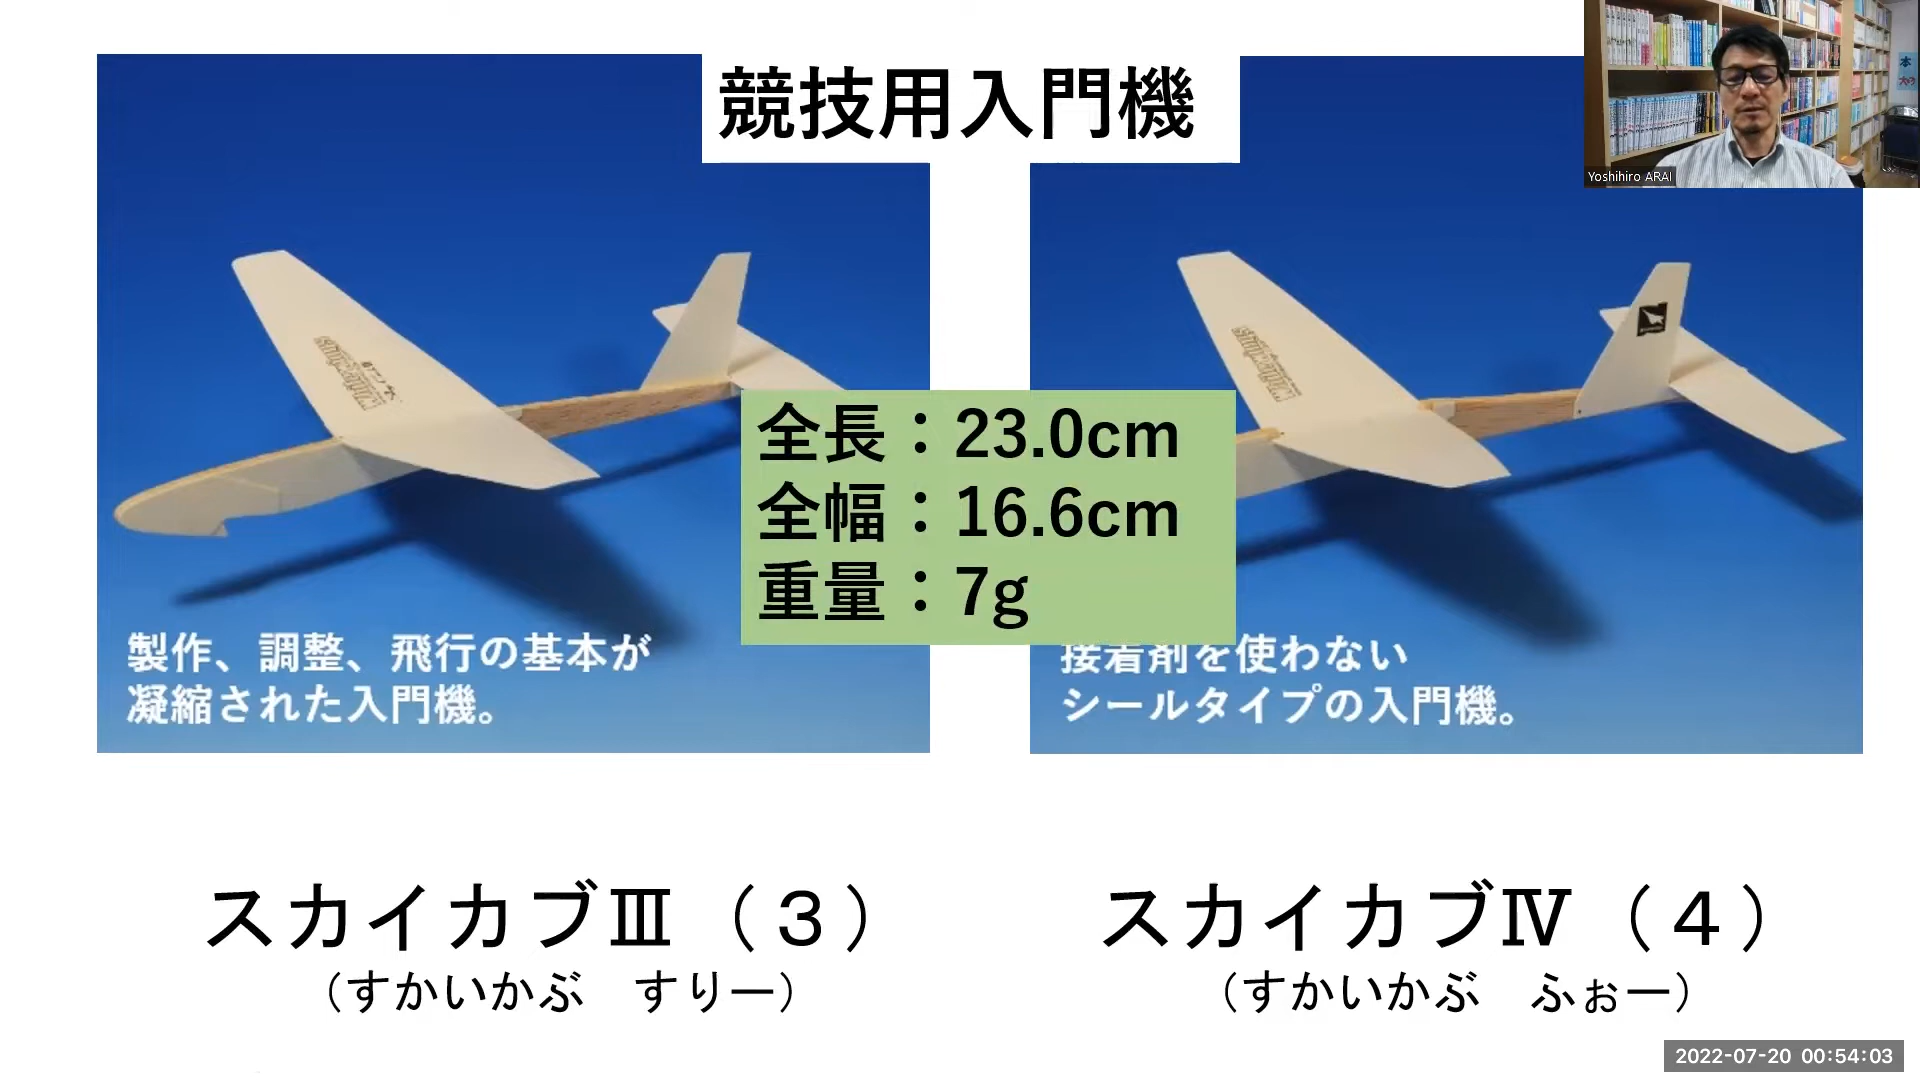 競技用入門機
Yoshihiro ARAI
全長：23.0cm
全幅：16.6cm
重量：7g
製作、調整、飛行の基本が
凝縮された入門機。
接着剤を使わない
シールタイプの入門機。
スカイカブⅢ（３）
（すかいかぶ　すりー）
スカイカブⅣ（４）
（すかいかぶ　ふぉー）
2022-07-20 00:54:03